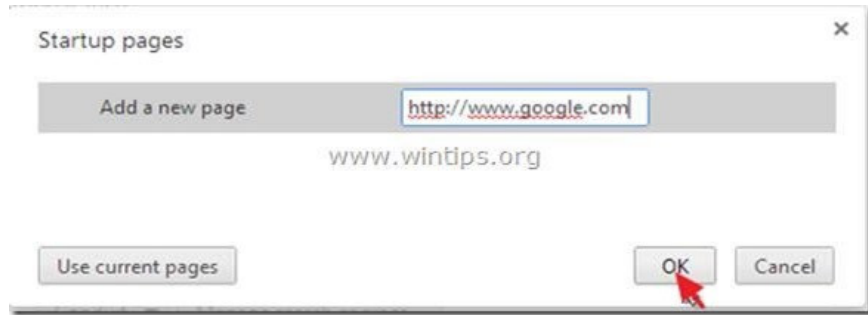 Startup pages
Add a new page http://www.google.com
www.wintips.org
Use current pages OK Cancel